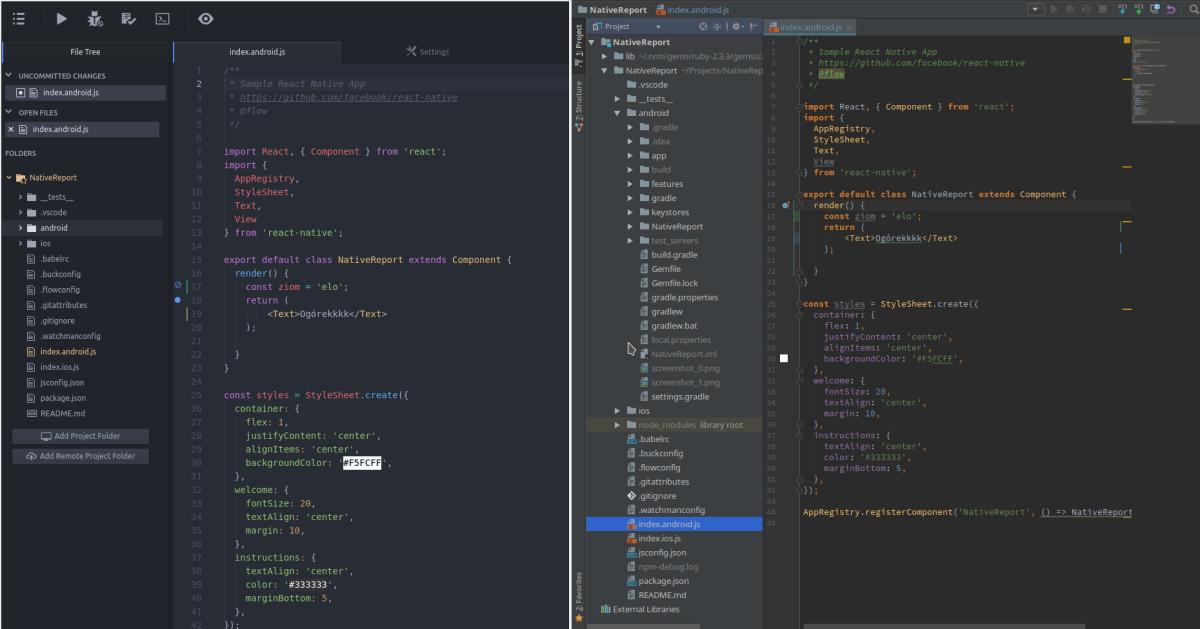 File Tree
UNCOMMITTED CHANGES
index.android.js
OPEN FILES
index.android.js
FOLDERS
NativeReport
__tests__
.vscode
android
ios
.babelrc
.buckconfig
.flowconfig
.gitattributes
.gitignore
.watchmanconfig
index.android.js
index.ios.js
jsconfig.json
package.json
README.md
Add Project Folder
Add Remote Project Folder
index.android.js
Settings
1 /**
2 * Sample React Native App
3 * https://github.com/facebook/react-native
4 * @flow
5 */
6
7 import React, { Component } from 'react';
8 import {
9 AppRegistry,
10 StyleSheet,
11 Text,
12 View
13 } from 'react-native';
14
15 export default class NativeReport extends Component {
16 render() {
17 const ziom = 'elo';
18 return (
19 <Text>Ogórekkkk</Text>
20 );
21
22 }
23 }
24
25 const styles = StyleSheet.create({
26 container: {
27 flex: 1,
28 justifyContent: 'center',
29 alignItems: 'center',
30 backgroundColor: '#F5FCFF',
31 },
32 welcome: {
33 fontSize: 20,
34 textAlign: 'center',
35 margin: 10,
36 },
37 instructions: {
38 textAlign: 'center',
39 color: '#333333',
40 marginBottom: 5,
41 },
42 });
NativeReport
index.android.js
VCS
VCS
1: Project
7: Structure
2: Favorites
Project
NativeReport
lib ~/.rvm/gems/ruby-2.3.3/gems/c
NativeReport ~/Projects/NativeRep
.vscode
__tests__
android
.gradle
.idea
app
build
features
gradle
keystores
NativeReport
test_servers
build.gradle
Gemfile
Gemfile.lock
gradle.properties
gradlew
gradlew.bat
local.properties
NativeReport.iml
screenshot_0.png
screenshot_1.png
settings.gradle
ios
node_modules library root
.babelrc
.buckconfig
.flowconfig
.gitattributes
.gitignore
.watchmanconfig
index.android.js
index.ios.js
jsconfig.json
npm-debug.log
package.json
README.md
External Libraries
index.android.js
1 /**
2 * Sample React Native App
3 * https://github.com/facebook/react-native
4 * @flow
5 */
6
7 import React, { Component } from 'react';
8 import {
9 AppRegistry,
10 StyleSheet,
11 Text,
12 View
13 } from 'react-native';
14
15 export default class NativeReport extends Component {
16 render() {
17 const ziom = 'elo';
18 return (
19 <Text>Ogórekkkk</Text>
20 );
21
22 }
23 }
24
25 const styles = StyleSheet.create({
26 container: {
27 flex: 1,
28 justifyContent: 'center',
29 alignItems: 'center',
30 backgroundColor: '#F5FCFF',
31 },
32 welcome: {
33 fontSize: 20,
34 textAlign: 'center',
35 margin: 10,
36 },
37 instructions: {
38 textAlign: 'center',
39 color: '#333333',
40 marginBottom: 5,
41 },
42 });
43
44 AppRegistry.registerComponent('NativeReport', () => NativeReport
45